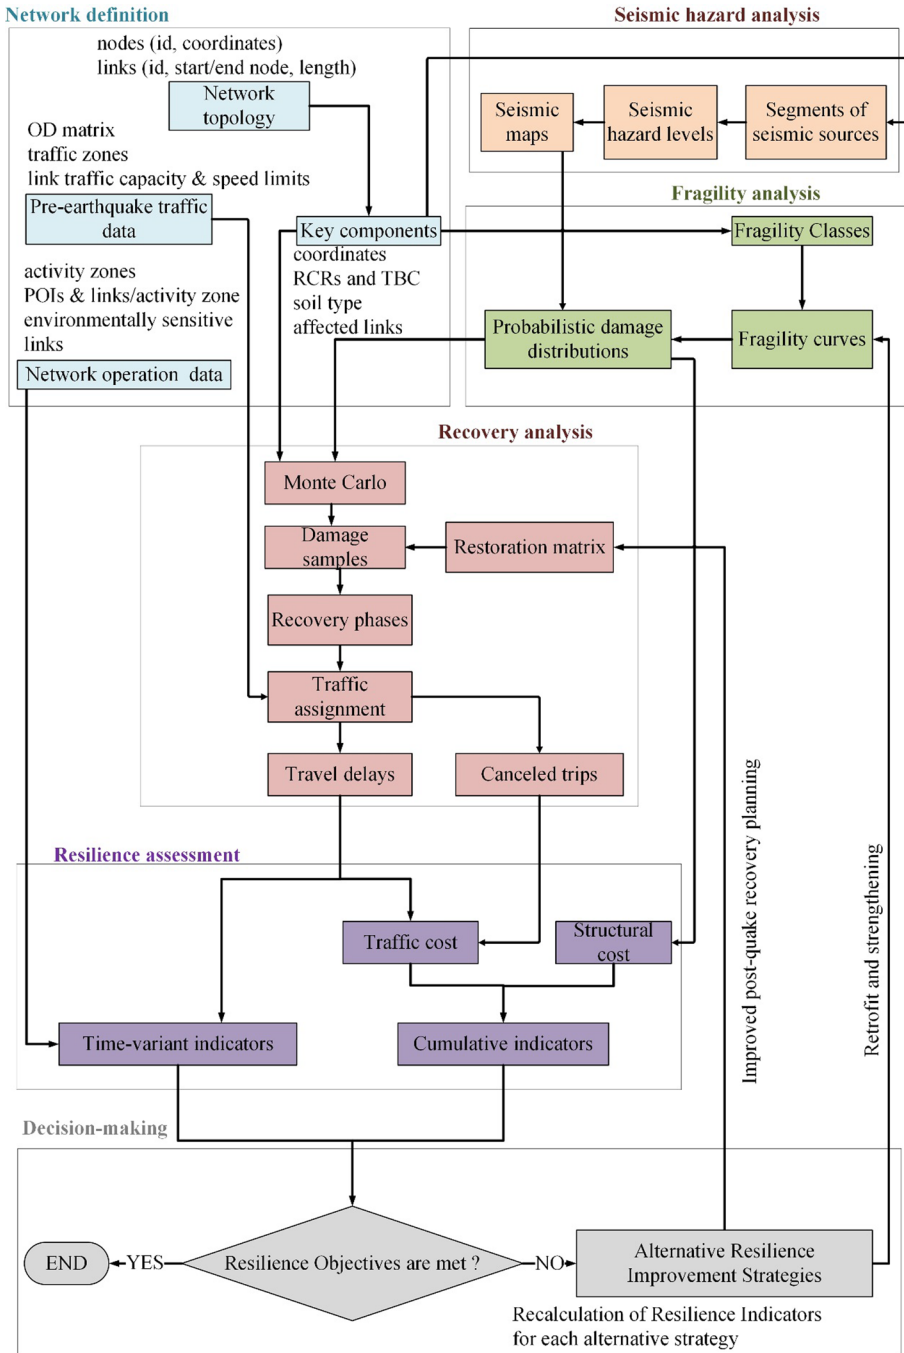 Network definition
nodes (id, coordinates)
links (id, start/end node, length)
Network
topology
OD matrix
traffic zones
link traffic capacity & speed limits
Pre-earthquake traffic
data
Key components
coordinates
RCRs and TBC
soil type
affected links
activity zones
POIs & links/activity zone
environmentally sensitive
links
Network operation data
Seismic hazard analysis
Seismic
maps
Seismic
hazard levels
Segments of
seismic sources
Fragility analysis
Fragility Classes
Probabilistic damage
distributions
Fragility curves
Recovery analysis
Monte Carlo
Damage
samples
Restoration matrix
Recovery phases
Traffic
assignment
Travel delays
Canceled trips
Improved post-quake recovery planning
Retrofit and strengthening
Resilience assessment
Traffic cost
Structural
cost
Time-variant indicators
Cumulative indicators
Decision-making
END
YES
Resilience Objectives are met ?
NO
Alternative Resilience
Improvement Strategies
Recalculation of Resilience Indicators
for each alternative strategy